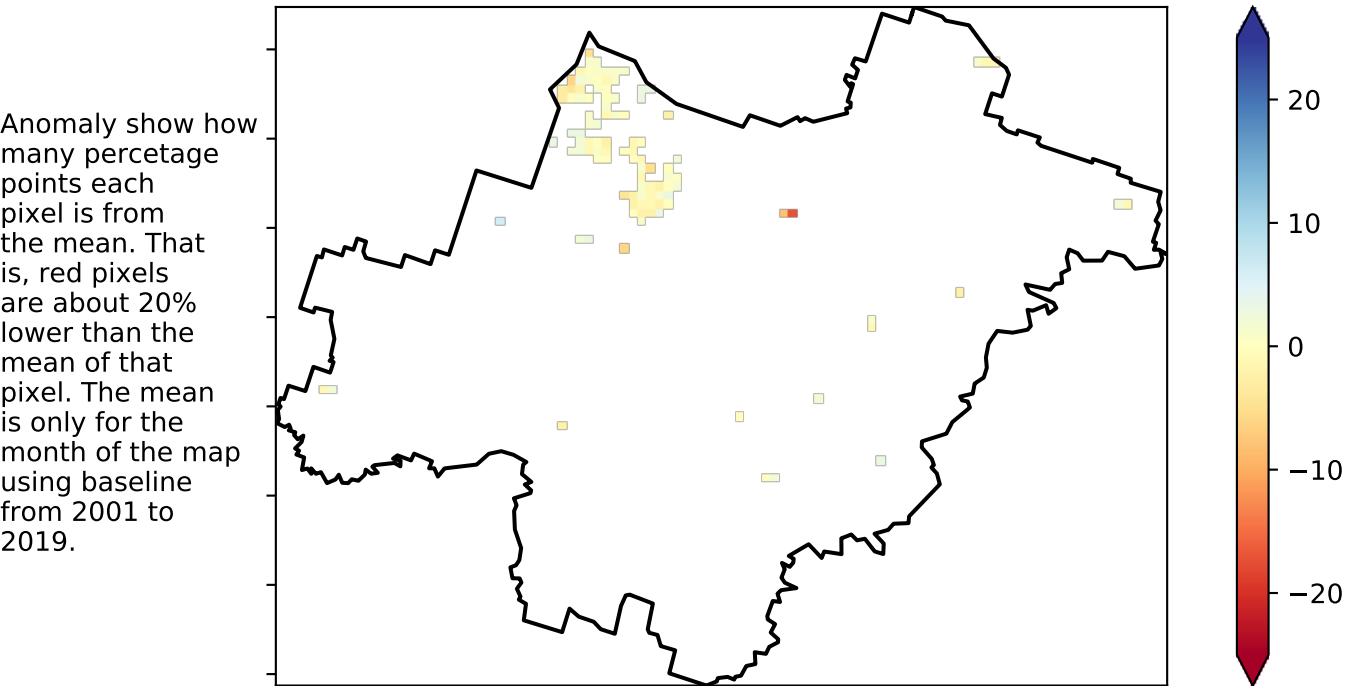 Anomaly show how
many percetage
points each
pixel is from
the mean. That
is, red pixels
are about 20%
lower than the
mean of that
pixel. The mean
is only for the
month of the map
using baseline
from 2001 to
2019.
20
10
0
−10
−20